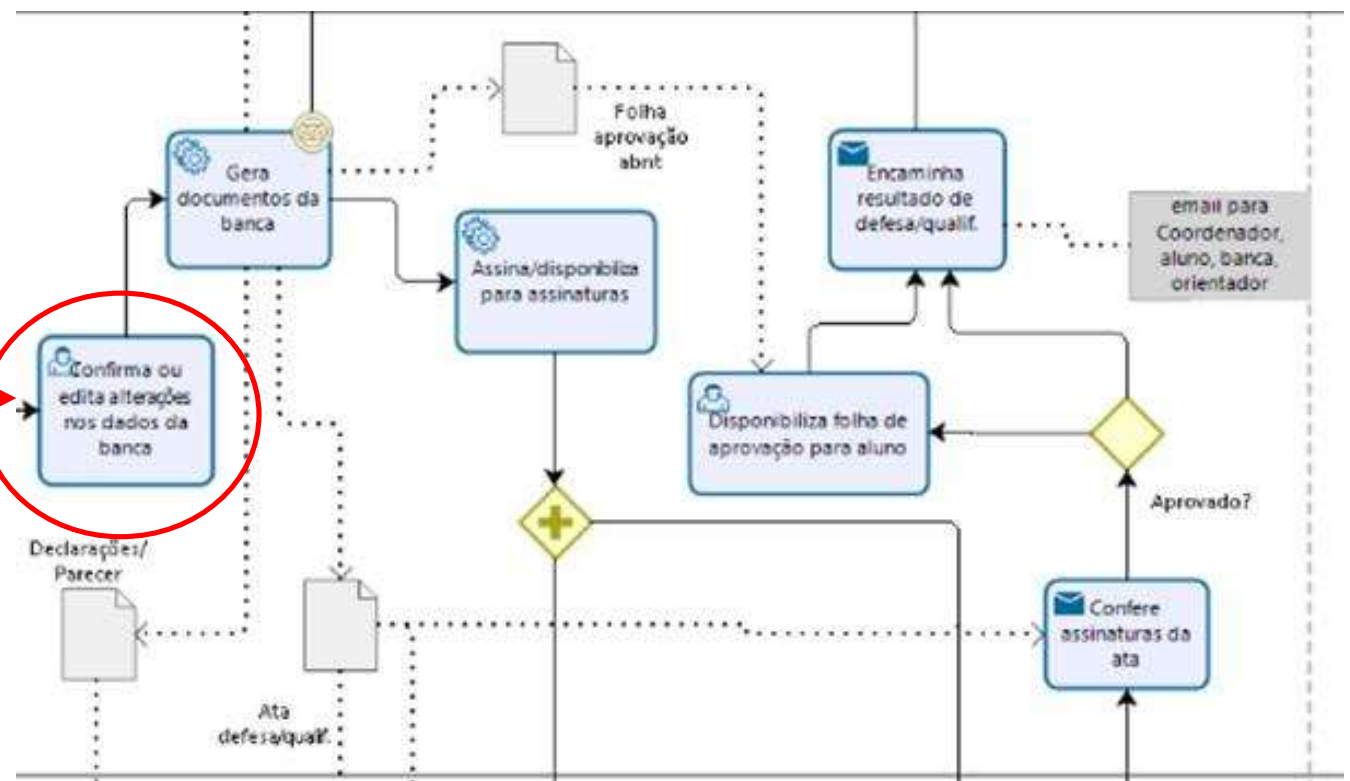 Folha
aprovação
abnt
Gera
documentos da
banca
Encaminha
resultado de
defesa/qualif.
email para
Coordenador,
aluno, banca,
orientador
Assina/disponibiliza
para assinaturas
Confirma ou
edita alterações
nos dados da
banca
Disponibiliza folha de
aprovação para aluno
Aprovado?
Declarações/
Parecer
Confere
assinaturas da
ata
Ata
defesa/qualif.